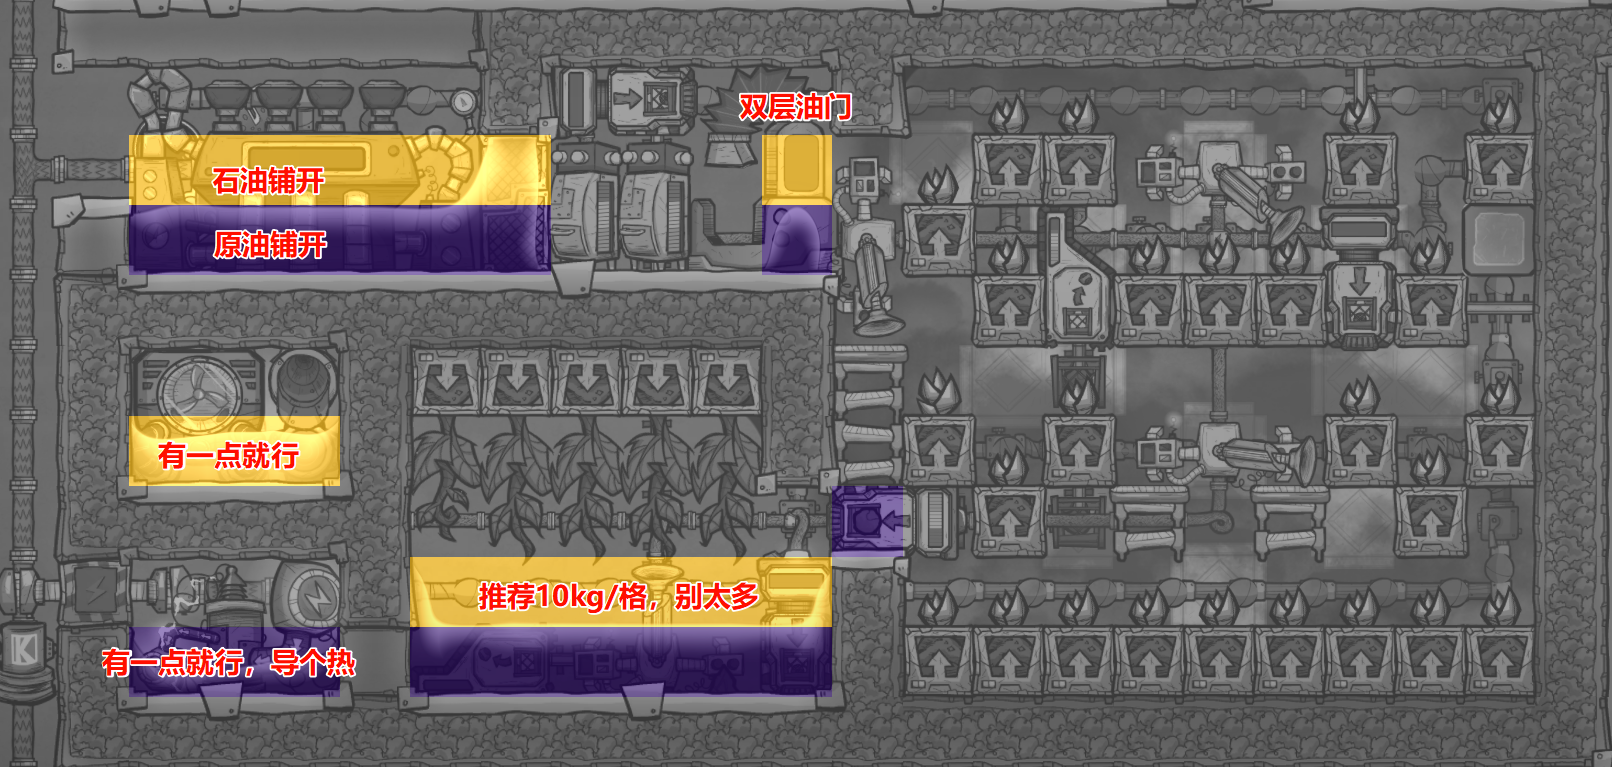 双层油门
石油铺开
原油铺开
有一点就行
推荐10kg/格，别太多
有一点就行，导个热
K